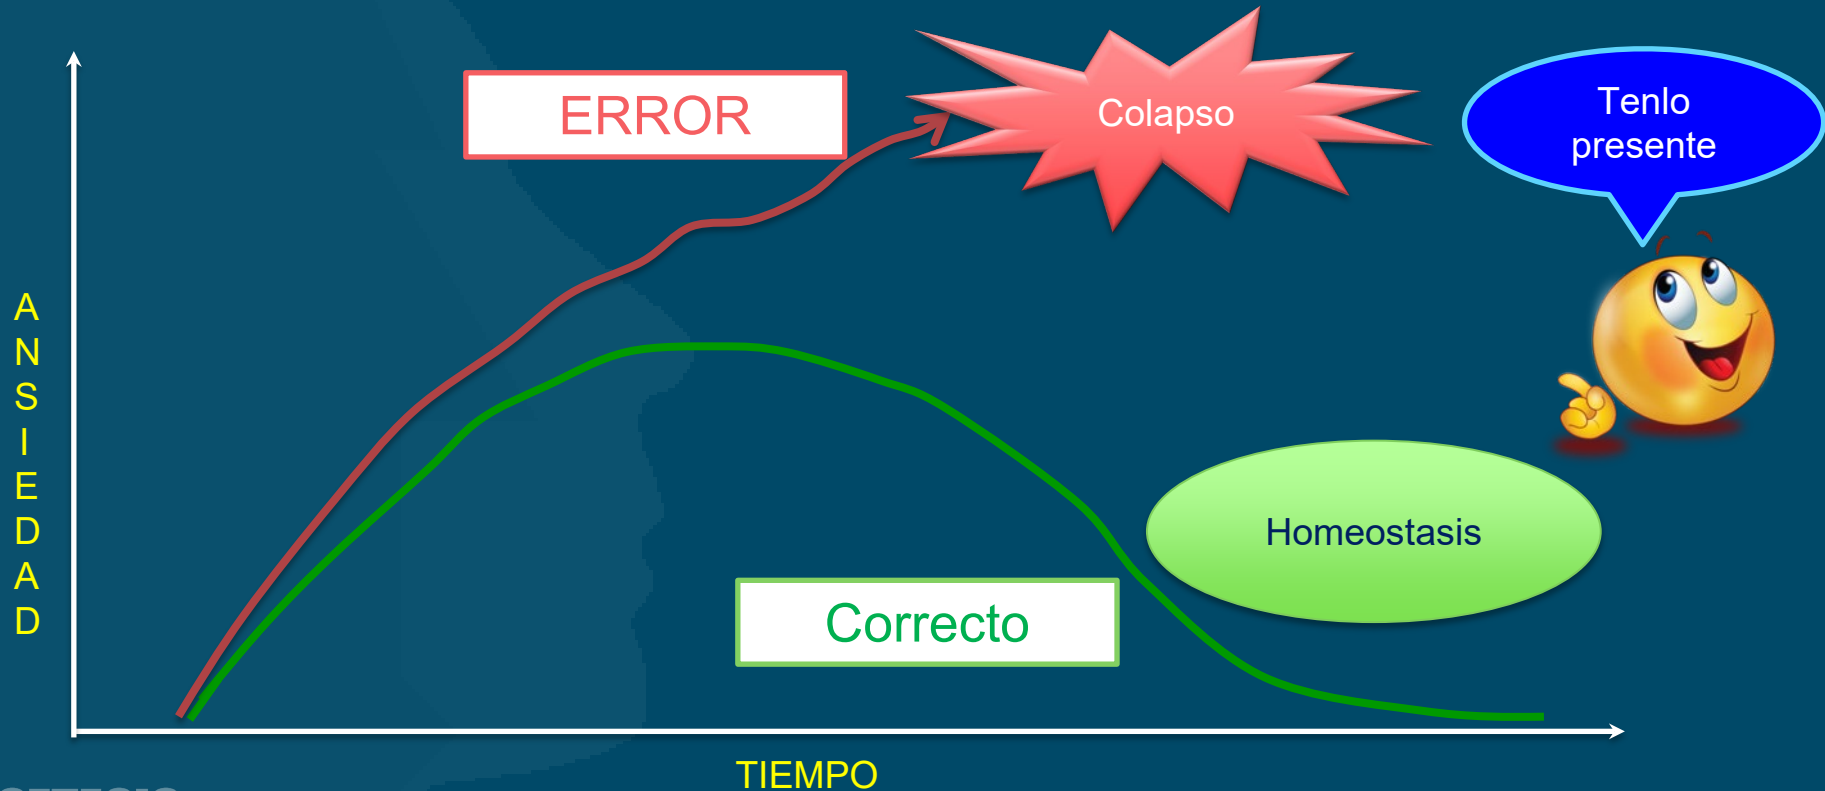 ERROR
Colapso
Tenlo
presente
A
N
S
I
E
D
A
D
Homeostasis
Correcto
TIEMPO